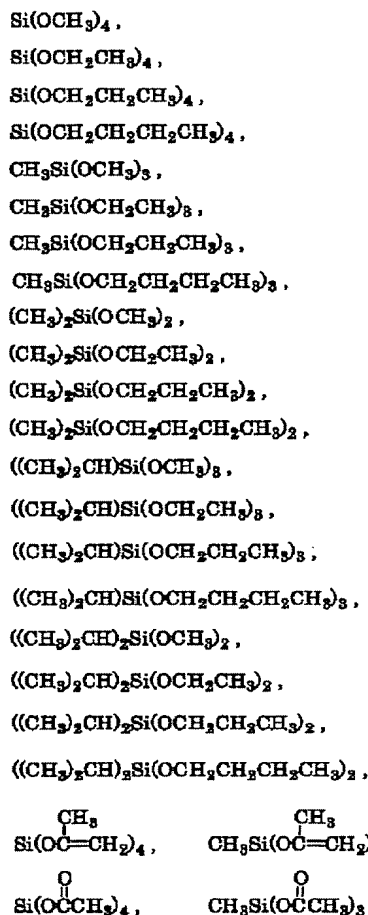 Si(OCH₃)₄,
Si(OCH₂CH₃)₄,
Si(OCH₂CH₂CH₃)₄,
Si(OCH₂CH₂CH₂CH₃)₄,
CH₃Si(OCH₃)₃,
CH₃Si(OCH₂CH₃)₃,
CH₃Si(OCH₂CH₂CH₃)₃,
CH₃Si(OCH₂CH₂CH₂CH₃)₃,
(CH₃)₂Si(OCH₃)₂,
(CH₃)₂Si(OCH₂CH₃)₂,
(CH₃)₂Si(OCH₂CH₂CH₃)₂,
(CH₃)₂Si(OCH₂CH₂CH₂CH₃)₂,
((CH₃)₂CH)Si(OCH₃)₃,
((CH₃)₂CH)Si(OCH₂CH₃)₃,
((CH₃)₂CH)Si(OCH₂CH₂CH₃)₃,
((CH₃)₂CH)Si(OCH₂CH₂CH₂CH₃)₃,
((CH₃)₂CH)₂Si(OCH₃)₂,
((CH₃)₂CH)₂Si(OCH₂CH₃)₂,
((CH₃)₂CH)₂Si(OCH₂CH₂CH₃)₂,
((CH₃)₂CH)₂Si(OCH₂CH₂CH₂CH₃)₂,
CH₃ CH₃
Si(OC=CH₂)₄, CH₃Si(OC=CH₂)
O O
Si(OCCH₃)₄, CH₃Si(OCCH₃)₃